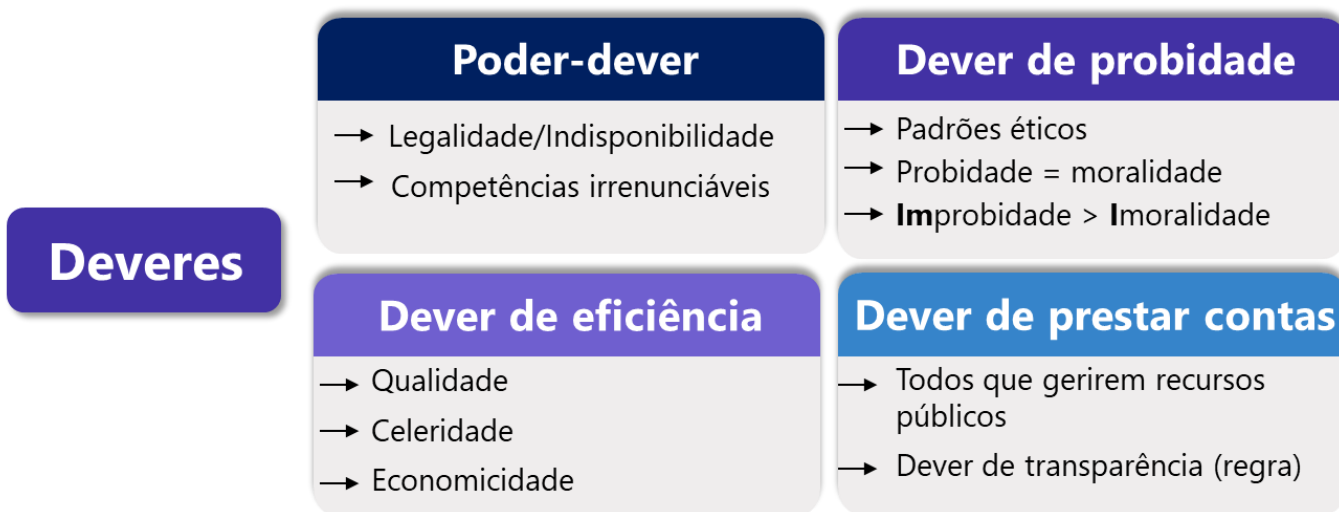 Deveres
Poder-dever
→ Legalidade/Indisponibilidade
→ Competências irrenunciáveis
Dever de probidade
→ Padrões éticos
→ Probidade = moralidade
→ Improbidade > Imoralidade
Dever de eficiência
→ Qualidade
→ Celeridade
→ Economicidade
Dever de prestar contas
→ Todos que gerirem recursos
públicos
→ Dever de transparência (regra)